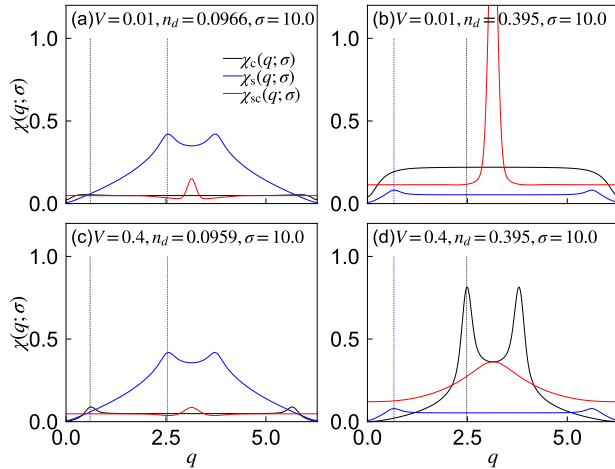 (a) V=0.01, n_d=0.0966, σ=10.0
(b) V=0.01, n_d=0.395, σ=10.0
χ_c(q;σ)
χ_s(q;σ)
χ_sc(q;σ)
χ(q;σ)
1.0
0.5
0.0
(c) V=0.4, n_d=0.0959, σ=10.0
(d) V=0.4, n_d=0.395, σ=10.0
χ(q;σ)
1.0
0.5
0.0
0.0 2.5 5.0
0.0 2.5 5.0
q
q